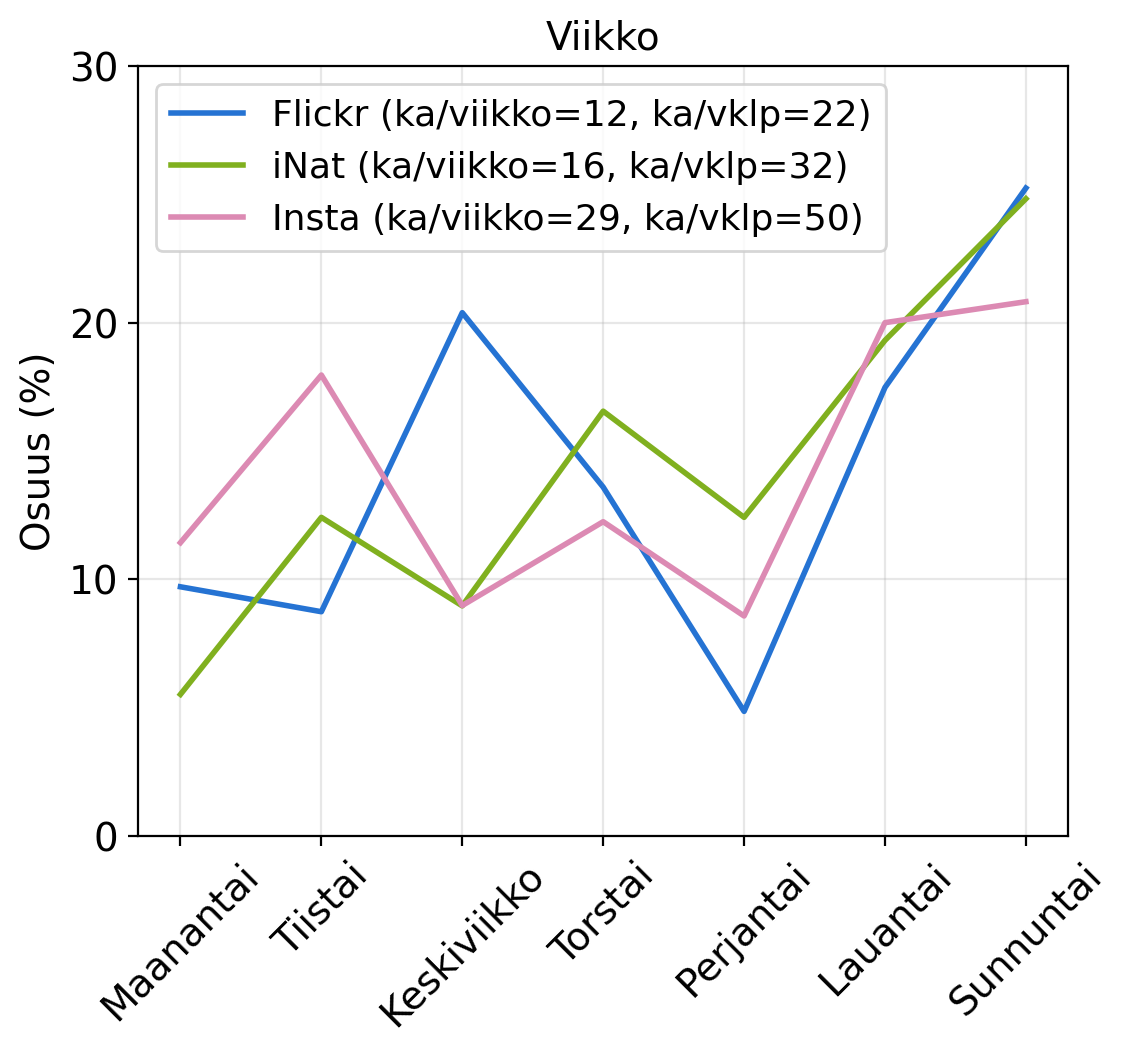 Viikko
Osuus (%)
30
20
10
0
Flickr (ka/viikko=12, ka/vklp=22)
iNat (ka/viikko=16, ka/vklp=32)
Insta (ka/viikko=29, ka/vklp=50)
Maanantai
Tiistai
Keskiviikko
Torstai
Perjantai
Lauantai
Sunnuntai